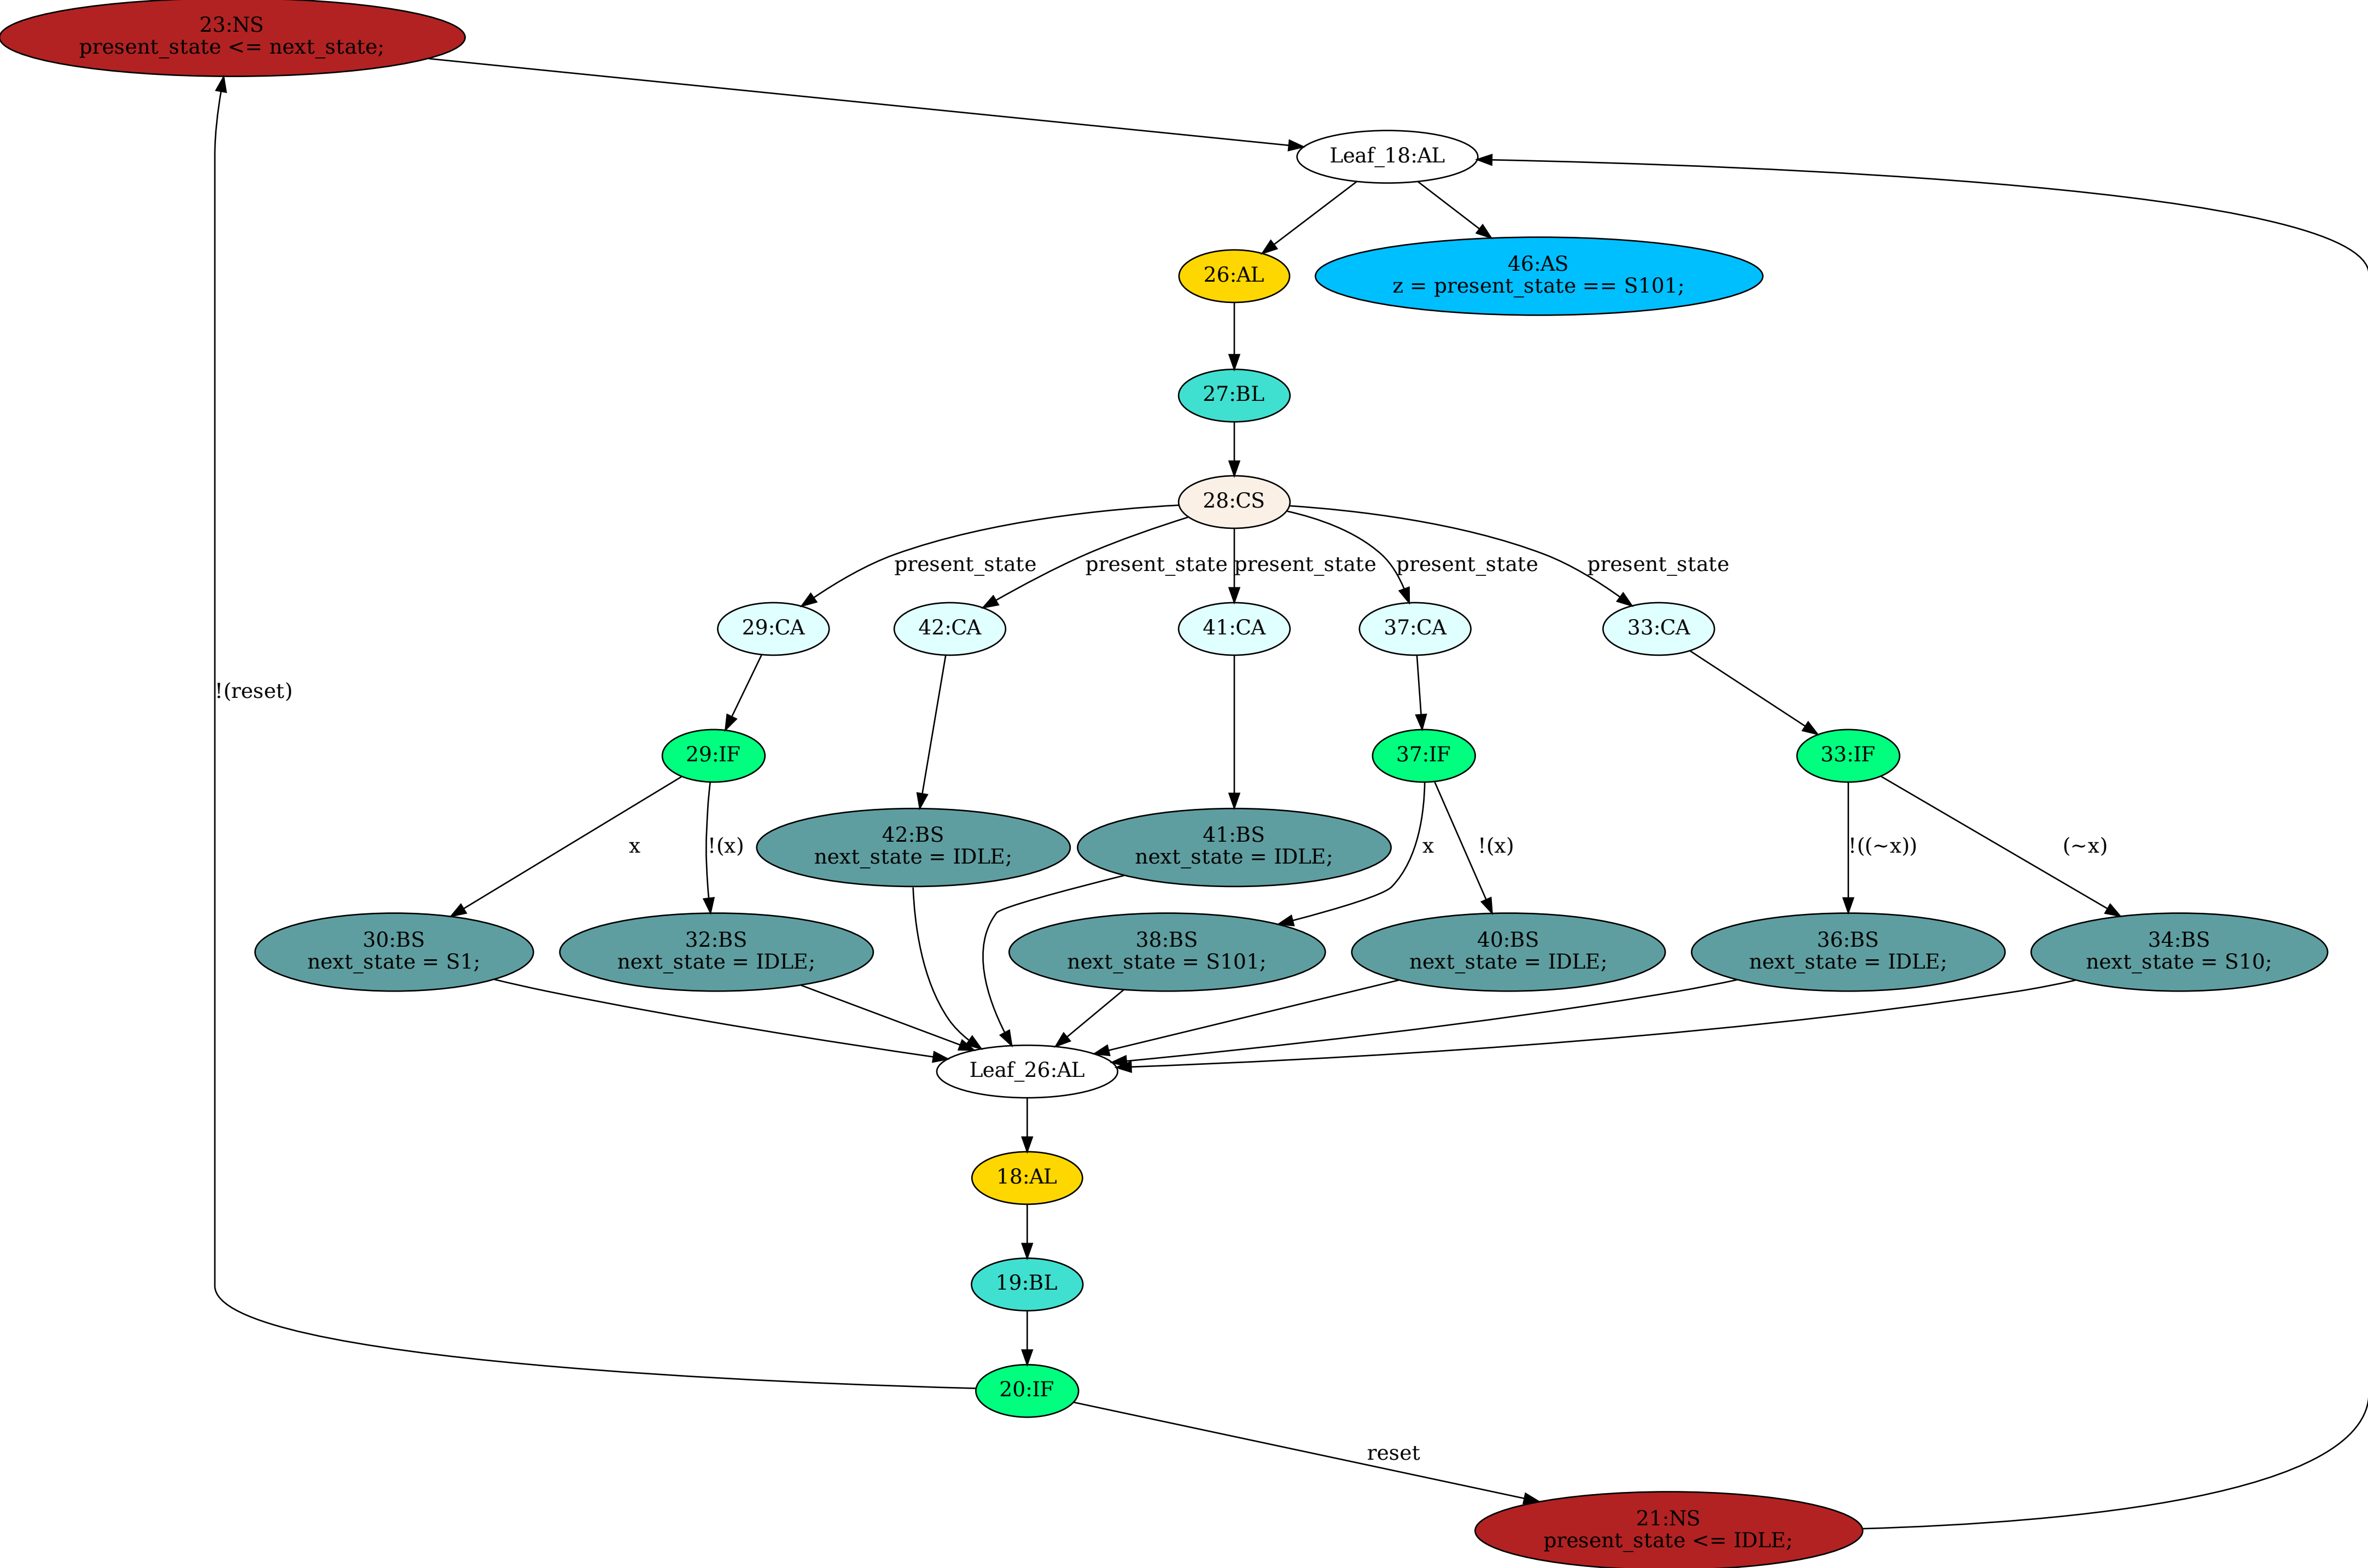 23:NS
present_state <= next_state;
Leaf_18:AL
26:AL
46:AS
z = present_state == S101;
27:BL
28:CS
present_state
present_state
present_state
present_state
present_state
29:CA
42:CA
41:CA
37:CA
33:CA
!(reset)
29:IF
37:IF
33:IF
x
!(x)
42:BS
next_state = IDLE;
41:BS
next_state = IDLE;
x
!(x)
!((~x))
(~x)
30:BS
next_state = S1;
32:BS
next_state = IDLE;
38:BS
next_state = S101;
40:BS
next_state = IDLE;
36:BS
next_state = IDLE;
34:BS
next_state = S10;
Leaf_26:AL
18:AL
19:BL
20:IF
reset
21:NS
present_state <= IDLE;